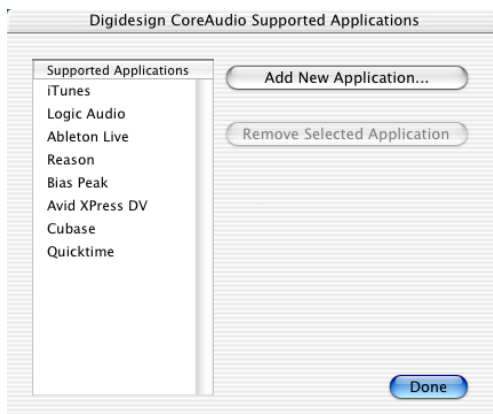 Digidesign CoreAudio Supported Applications
Supported Applications
iTunes
Logic Audio
Ableton Live
Reason
Bias Peak
Avid XPress DV
Cubase
Quicktime
Add New Application...
Remove Selected Application
Done